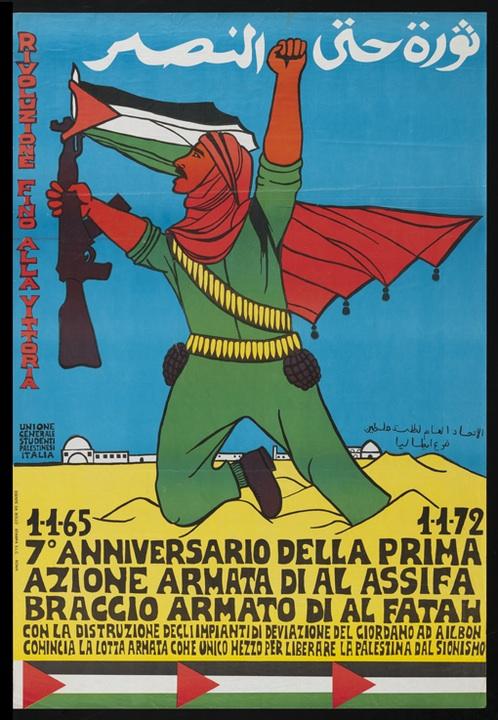 ثورة حتى النصر
RIVOLUZIONE FINO ALLA VITTORIA
UNIONE
GENERALE
STUDENTI
PALESTINESI
ITALIA
الاتحاد العام لطلبة فلسطين
فرع ايطاليا
1·1·65
1·1·72
7° ANNIVERSARIO DELLA PRIMA
AZIONE ARMATA DI AL ASSIFA
BRACCIO ARMATO DI AL FATAH
CON LA DISTRUZIONE DEGLI IMPIANTI DI DEVIAZIONE DEL GIORDANO AD AILBON
COMINCIA LA LOTTA ARMATA COME UNICO MEZZO PER LIBERARE LA PALESTINA DAL SIONISMO